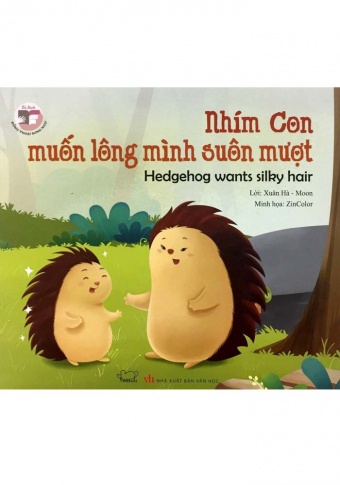 Nhím Con
muốn lông mình suôn mượt
Hedgehog wants silky hair
Lời: Xuân Hà - Moon
Minh họa: ZinColor
vh NHÀ XUẤT BẢN VĂN HỌC